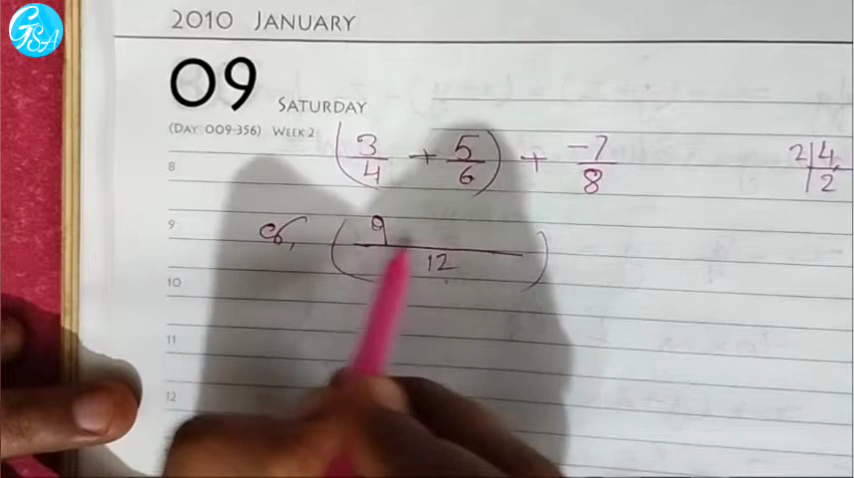 GSA
2010 JANUARY
09 SATURDAY
(DAY 009-356) WEEK 2
(3/4 + 5/6) + -7/8
2|4,
|2
8
9
(9/12)
10
11
12